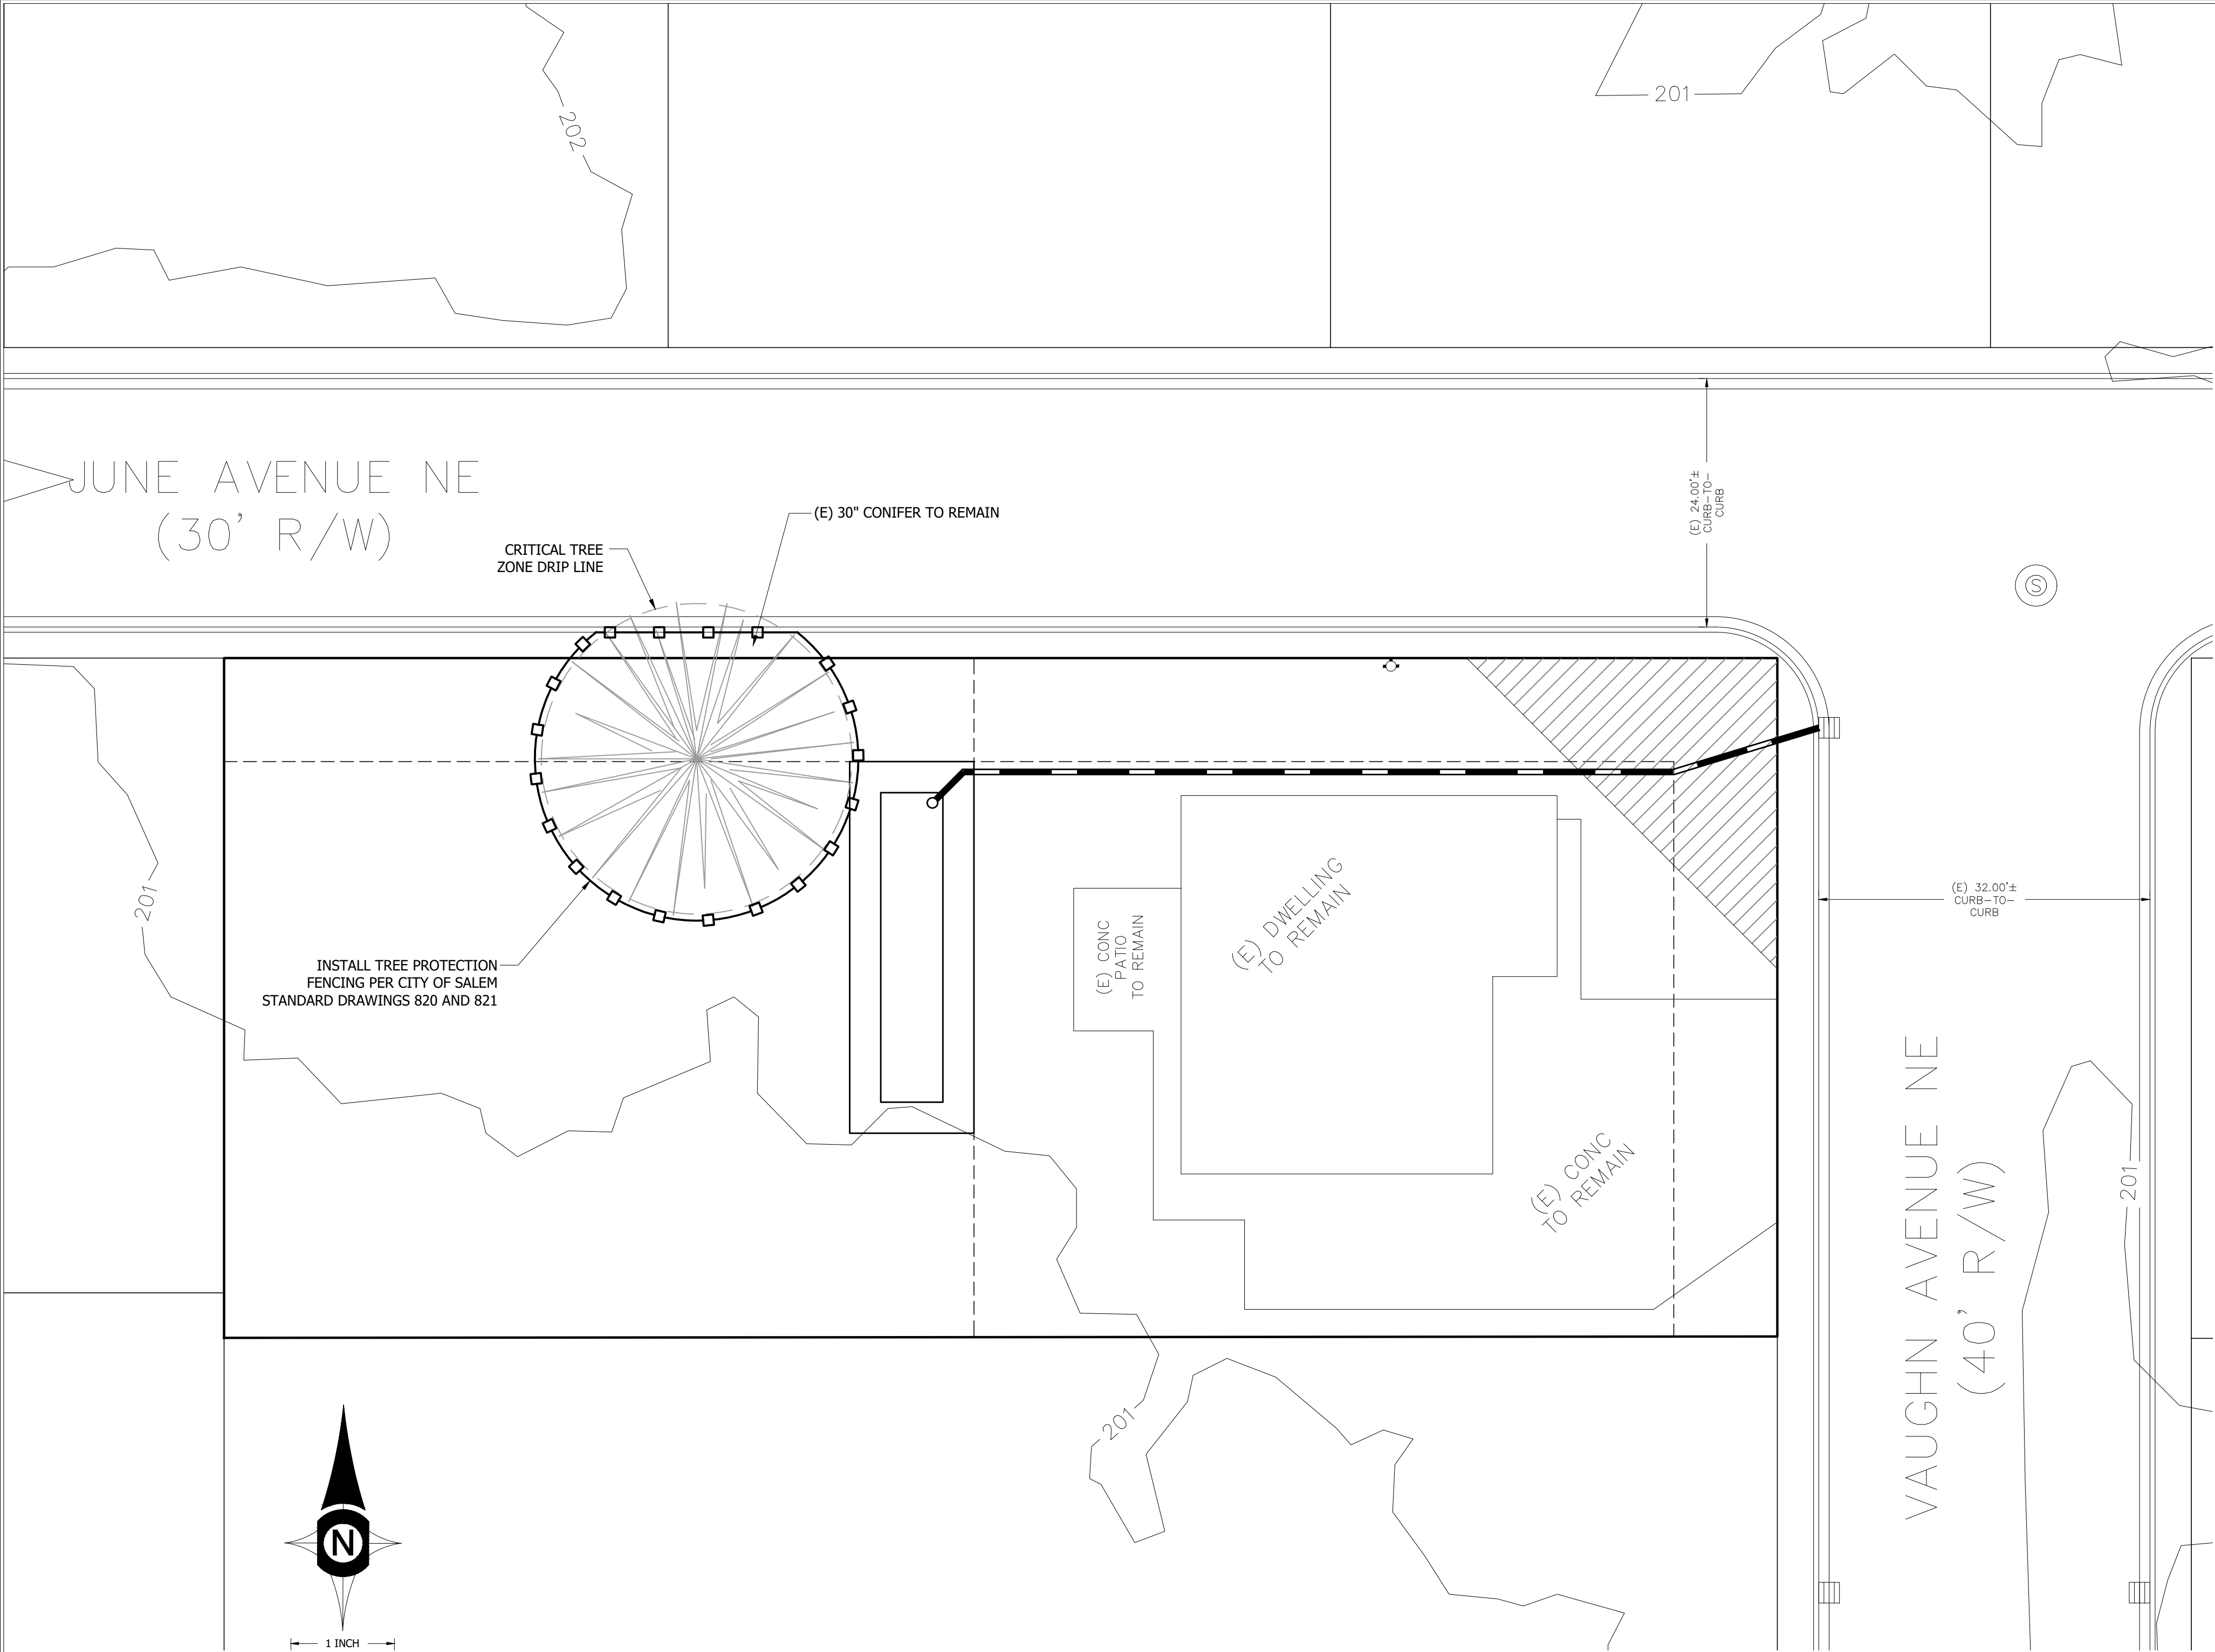 202
201
JUNE AVENUE NE
(30' R/W)
(E) 30" CONIFER TO REMAIN
CRITICAL TREE
ZONE DRIP LINE
(E) 24.00'±
CURB-TO-
CURB
S
201
INSTALL TREE PROTECTION
FENCING PER CITY OF SALEM
STANDARD DRAWINGS 820 AND 821
(E) CONC
PATIO
TO REMAIN
(E) DWELLING
TO REMAIN
(E) 32.00'±
CURB-TO-
CURB
(E) CONC
TO REMAIN
VAUGHN AVENUE NE
(40' R/W)
201
201
N
1 INCH